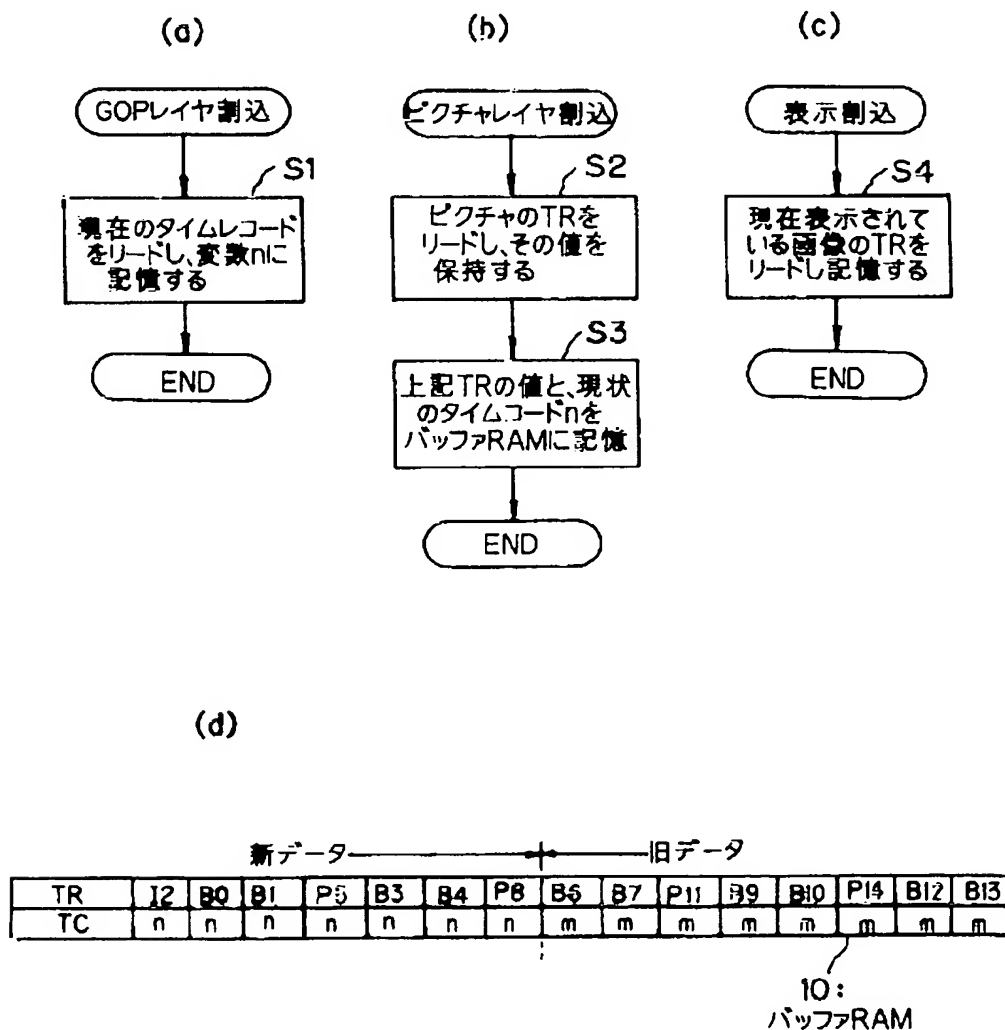 (a)
(b)
(c)
GOPレイヤ割込
S1
現在のタイムレコード
をリードし、変数nに
記憶する
END
ピクチャレイヤ割込
S2
ピクチャのTRを
リードし、その値を
保持する
S3
上記TRの値と、現状
のタイムコードnを
バッファRAMに記憶
END
表示割込
S4
現在表示されて
いる画像のTRを
リードし記憶する
END
(d)
新データ 旧データ
TR I2 B0 B1 P5 B3 B4 P8 B6 B7 P11 B9 B10 P14 B12 B13
TC n n n n n n n m m m m m m m m
10:
バッファRAM